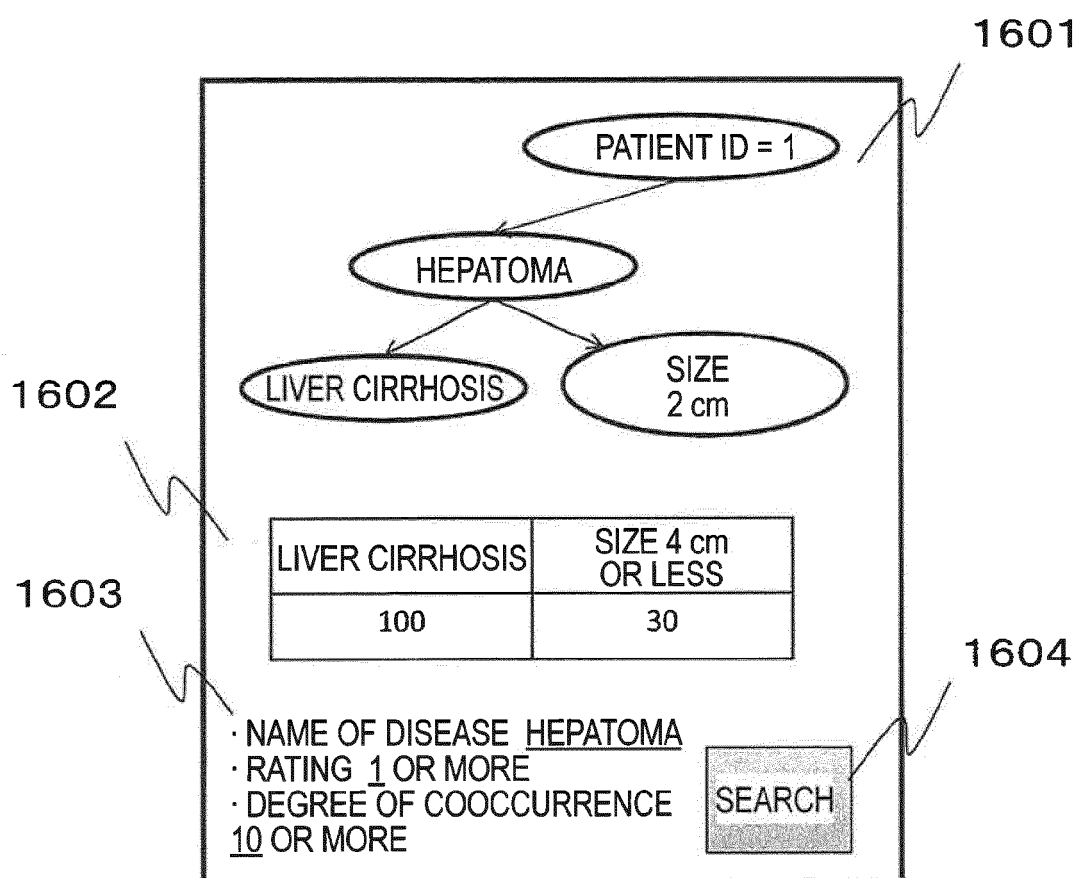 1601
PATIENT ID = 1
HEPATOMA
LIVER CIRRHOSIS
SIZE
2 cm
1602
LIVER CIRRHOSIS
SIZE 4 cm
OR LESS
100
30
1603
1604
· NAME OF DISEASE HEPATOMA
· RATING 1 OR MORE
· DEGREE OF COOCCURRENCE
10 OR MORE
SEARCH